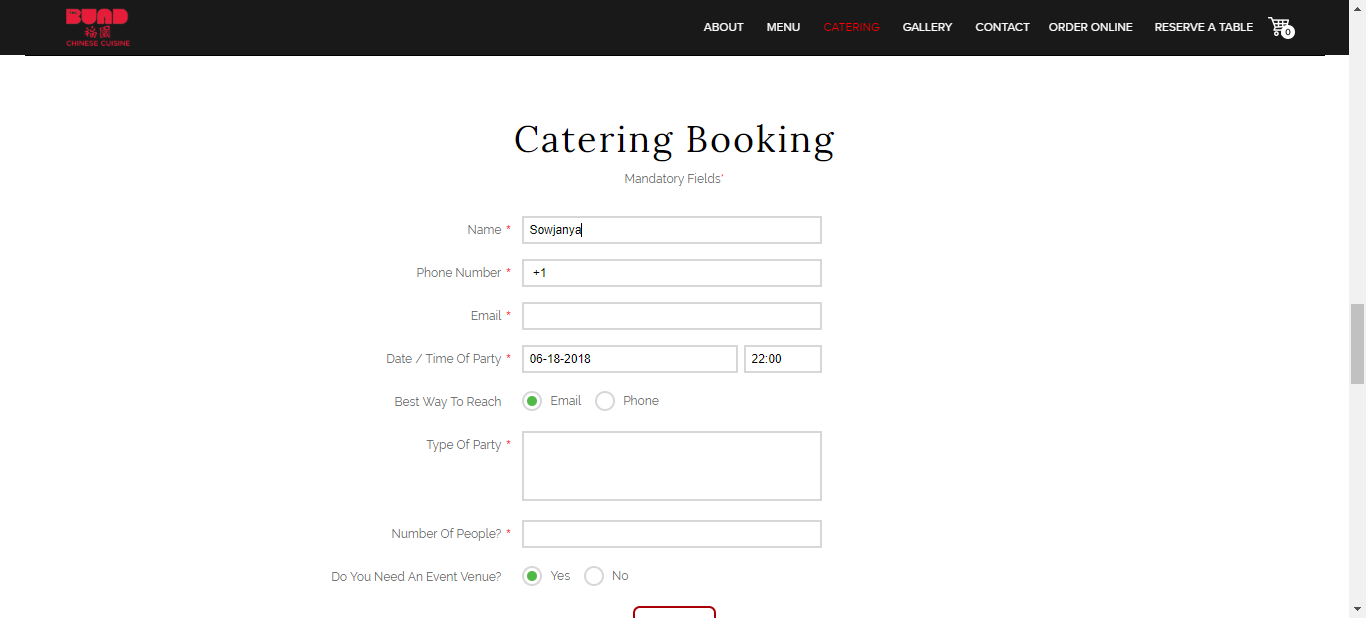 BUND
裕園
CHINESE CUISINE
ABOUT MENU CATERING GALLERY CONTACT ORDER ONLINE RESERVE A TABLE 0
Catering Booking
Mandatory Fields*
Name * Sowjanya
Phone Number * +1
Email *
Date / Time Of Party * 06-18-2018 22:00
Best Way To Reach Email Phone
Type Of Party *
Number Of People? *
Do You Need An Event Venue? Yes No